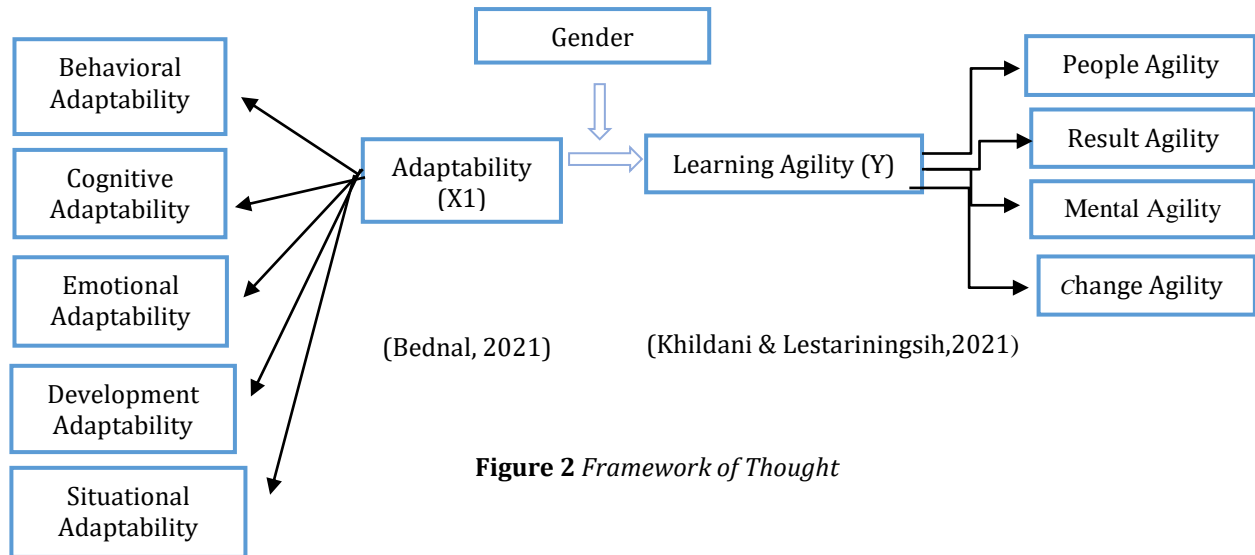 Gender
Behavioral
Adaptability
Cognitive
Adaptability
Emotional
Adaptability
Development
Adaptability
Situational
Adaptability
Adaptability
(X1)
Learning Agility (Y)
People Agility
Result Agility
Mental Agility
Change Agility
(Bednal, 2021)
(Khildani & Lestariningsih,2021)
Figure 2 Framework of Thought